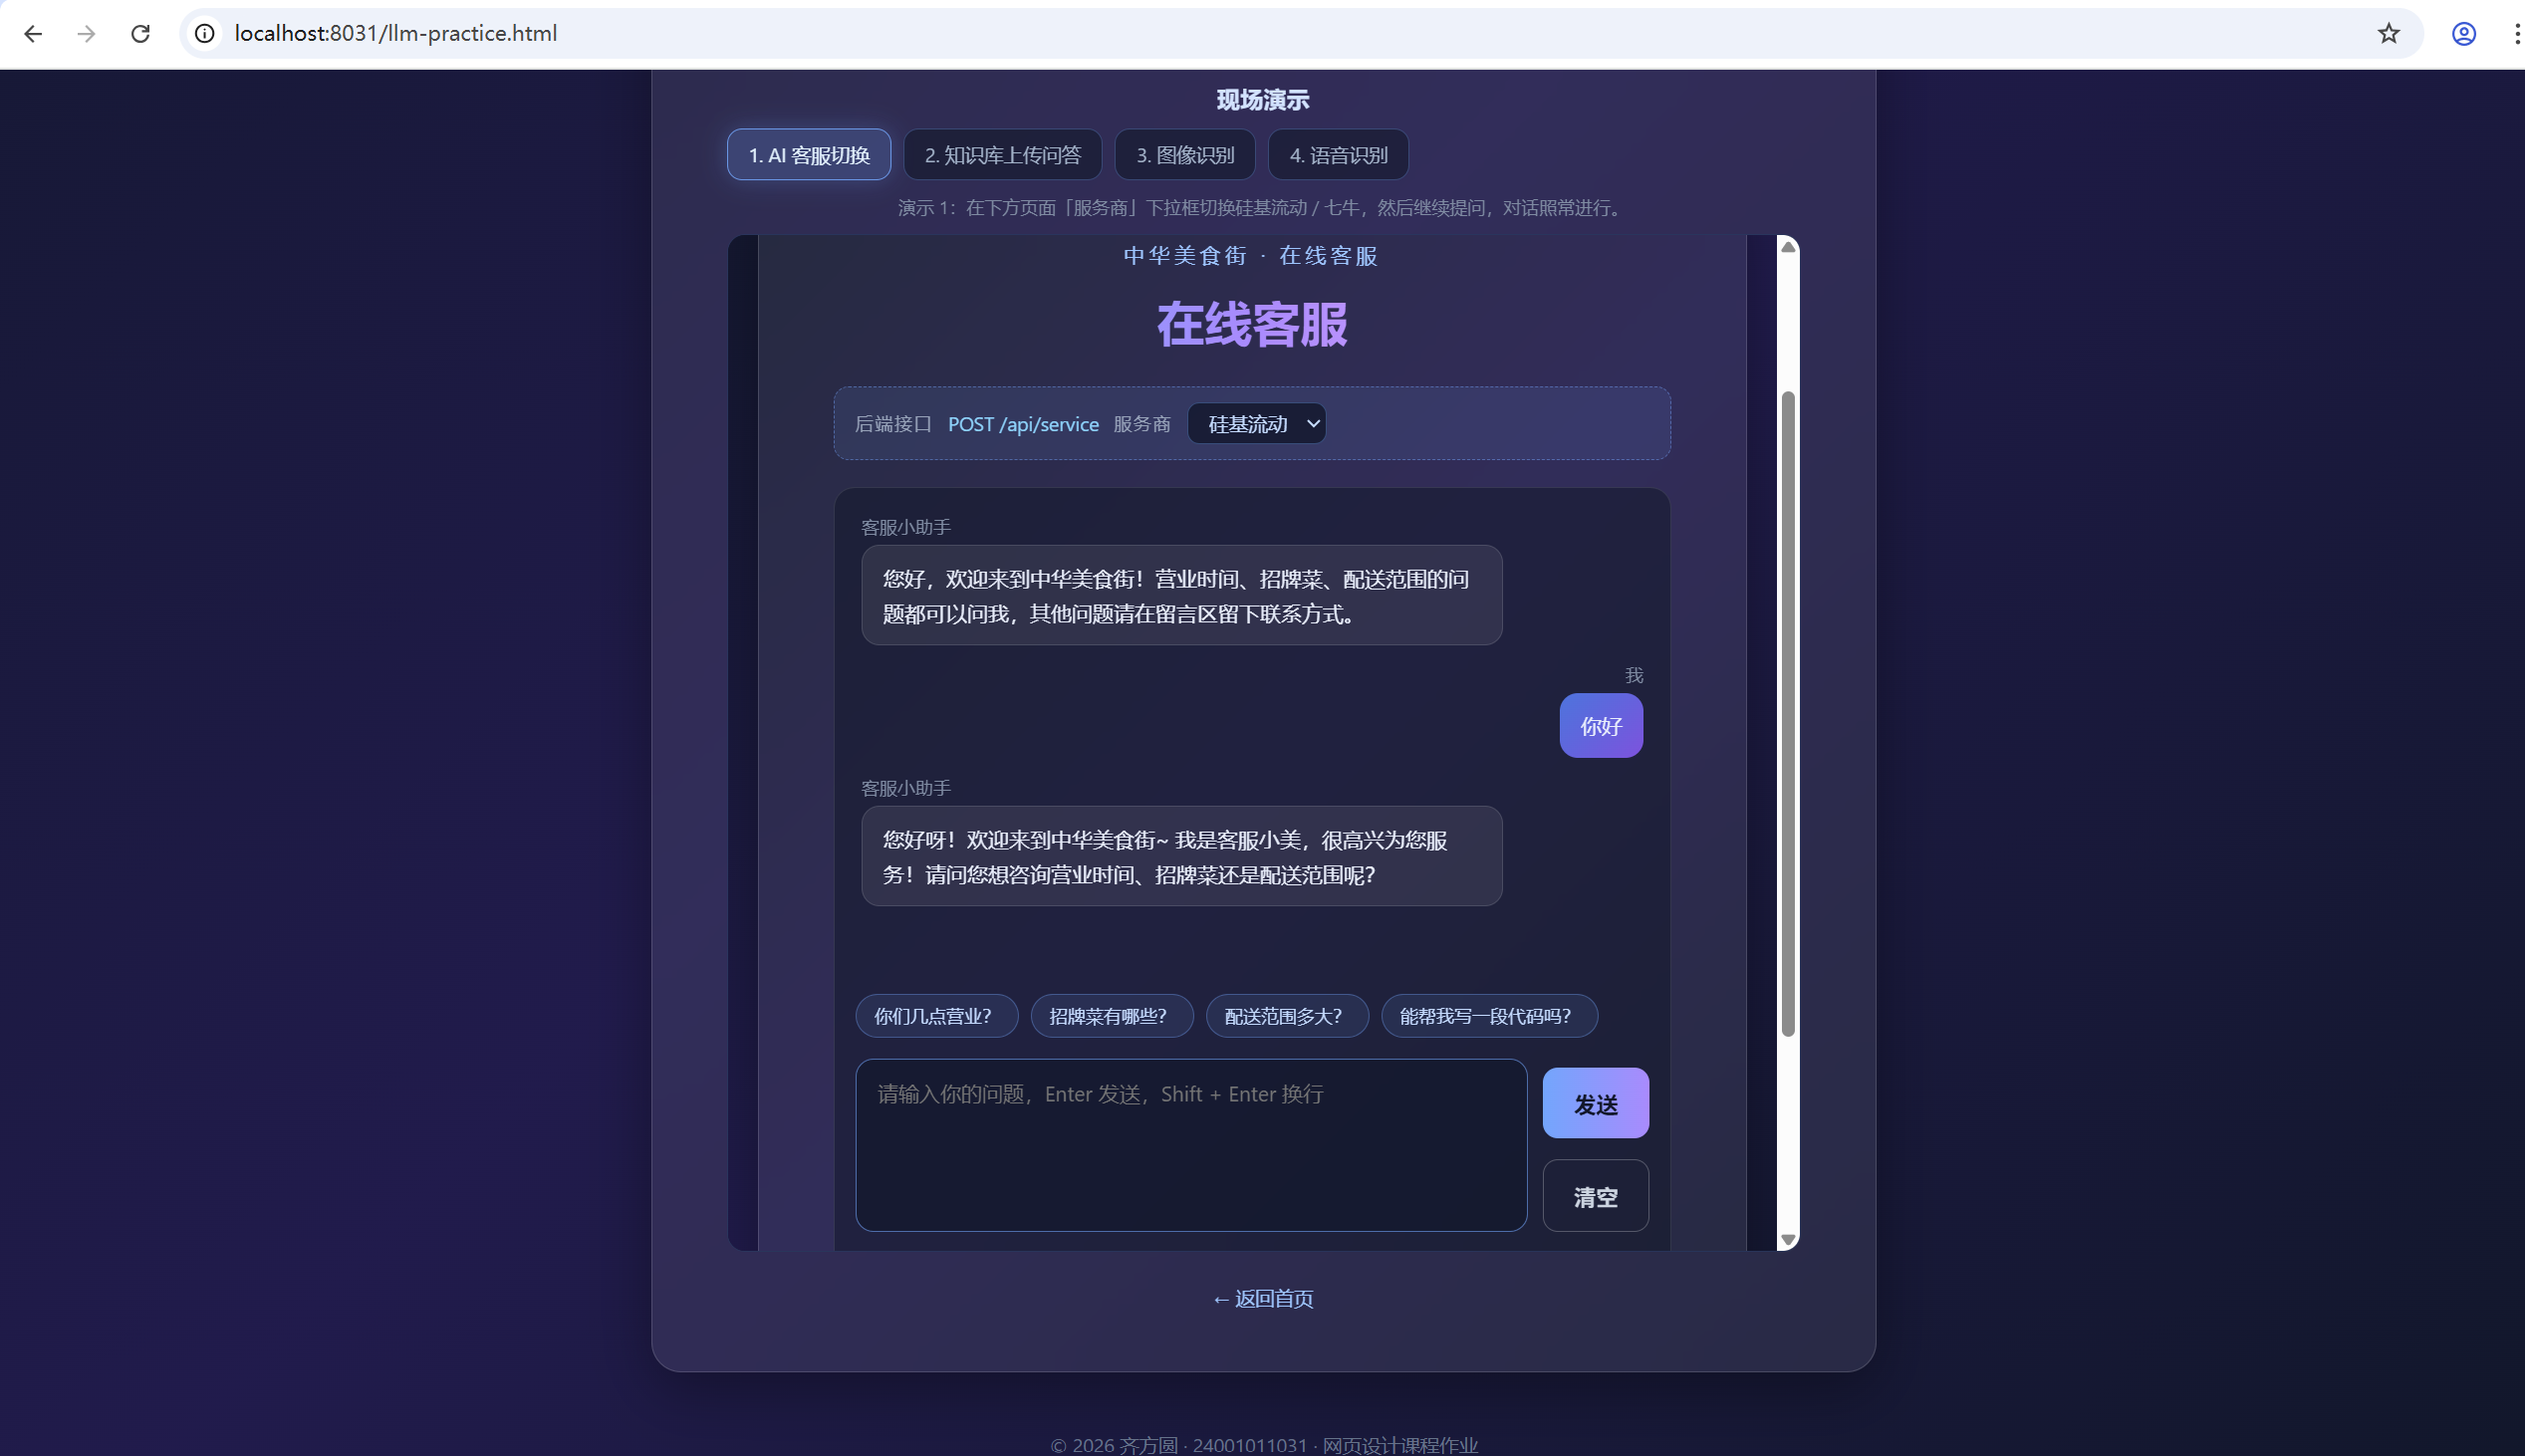 localhost:8031/llm-practice.html
现场演示
1. AI 客服切换
2. 知识库上传问答
3. 图像识别
4. 语音识别
演示 1：在下方页面「服务商」下拉框切换硅基流动 / 七牛，然后继续提问，对话照常进行。
中华美食街 · 在线客服
在线客服
后端接口 POST /api/service 服务商 硅基流动
客服小助手
您好，欢迎来到中华美食街！营业时间、招牌菜、配送范围的问
题都可以问我，其他问题请在留言区留下联系方式。
我
你好
客服小助手
您好呀！欢迎来到中华美食街~ 我是客服小美，很高兴为您服
务！请问您想咨询营业时间、招牌菜还是配送范围呢？
你们几点营业？
招牌菜有哪些？
配送范围多大？
能帮我写一段代码吗？
请输入你的问题，Enter 发送，Shift + Enter 换行
发送
清空
← 返回首页
© 2026 齐方圆 · 24001011031 · 网页设计课程作业